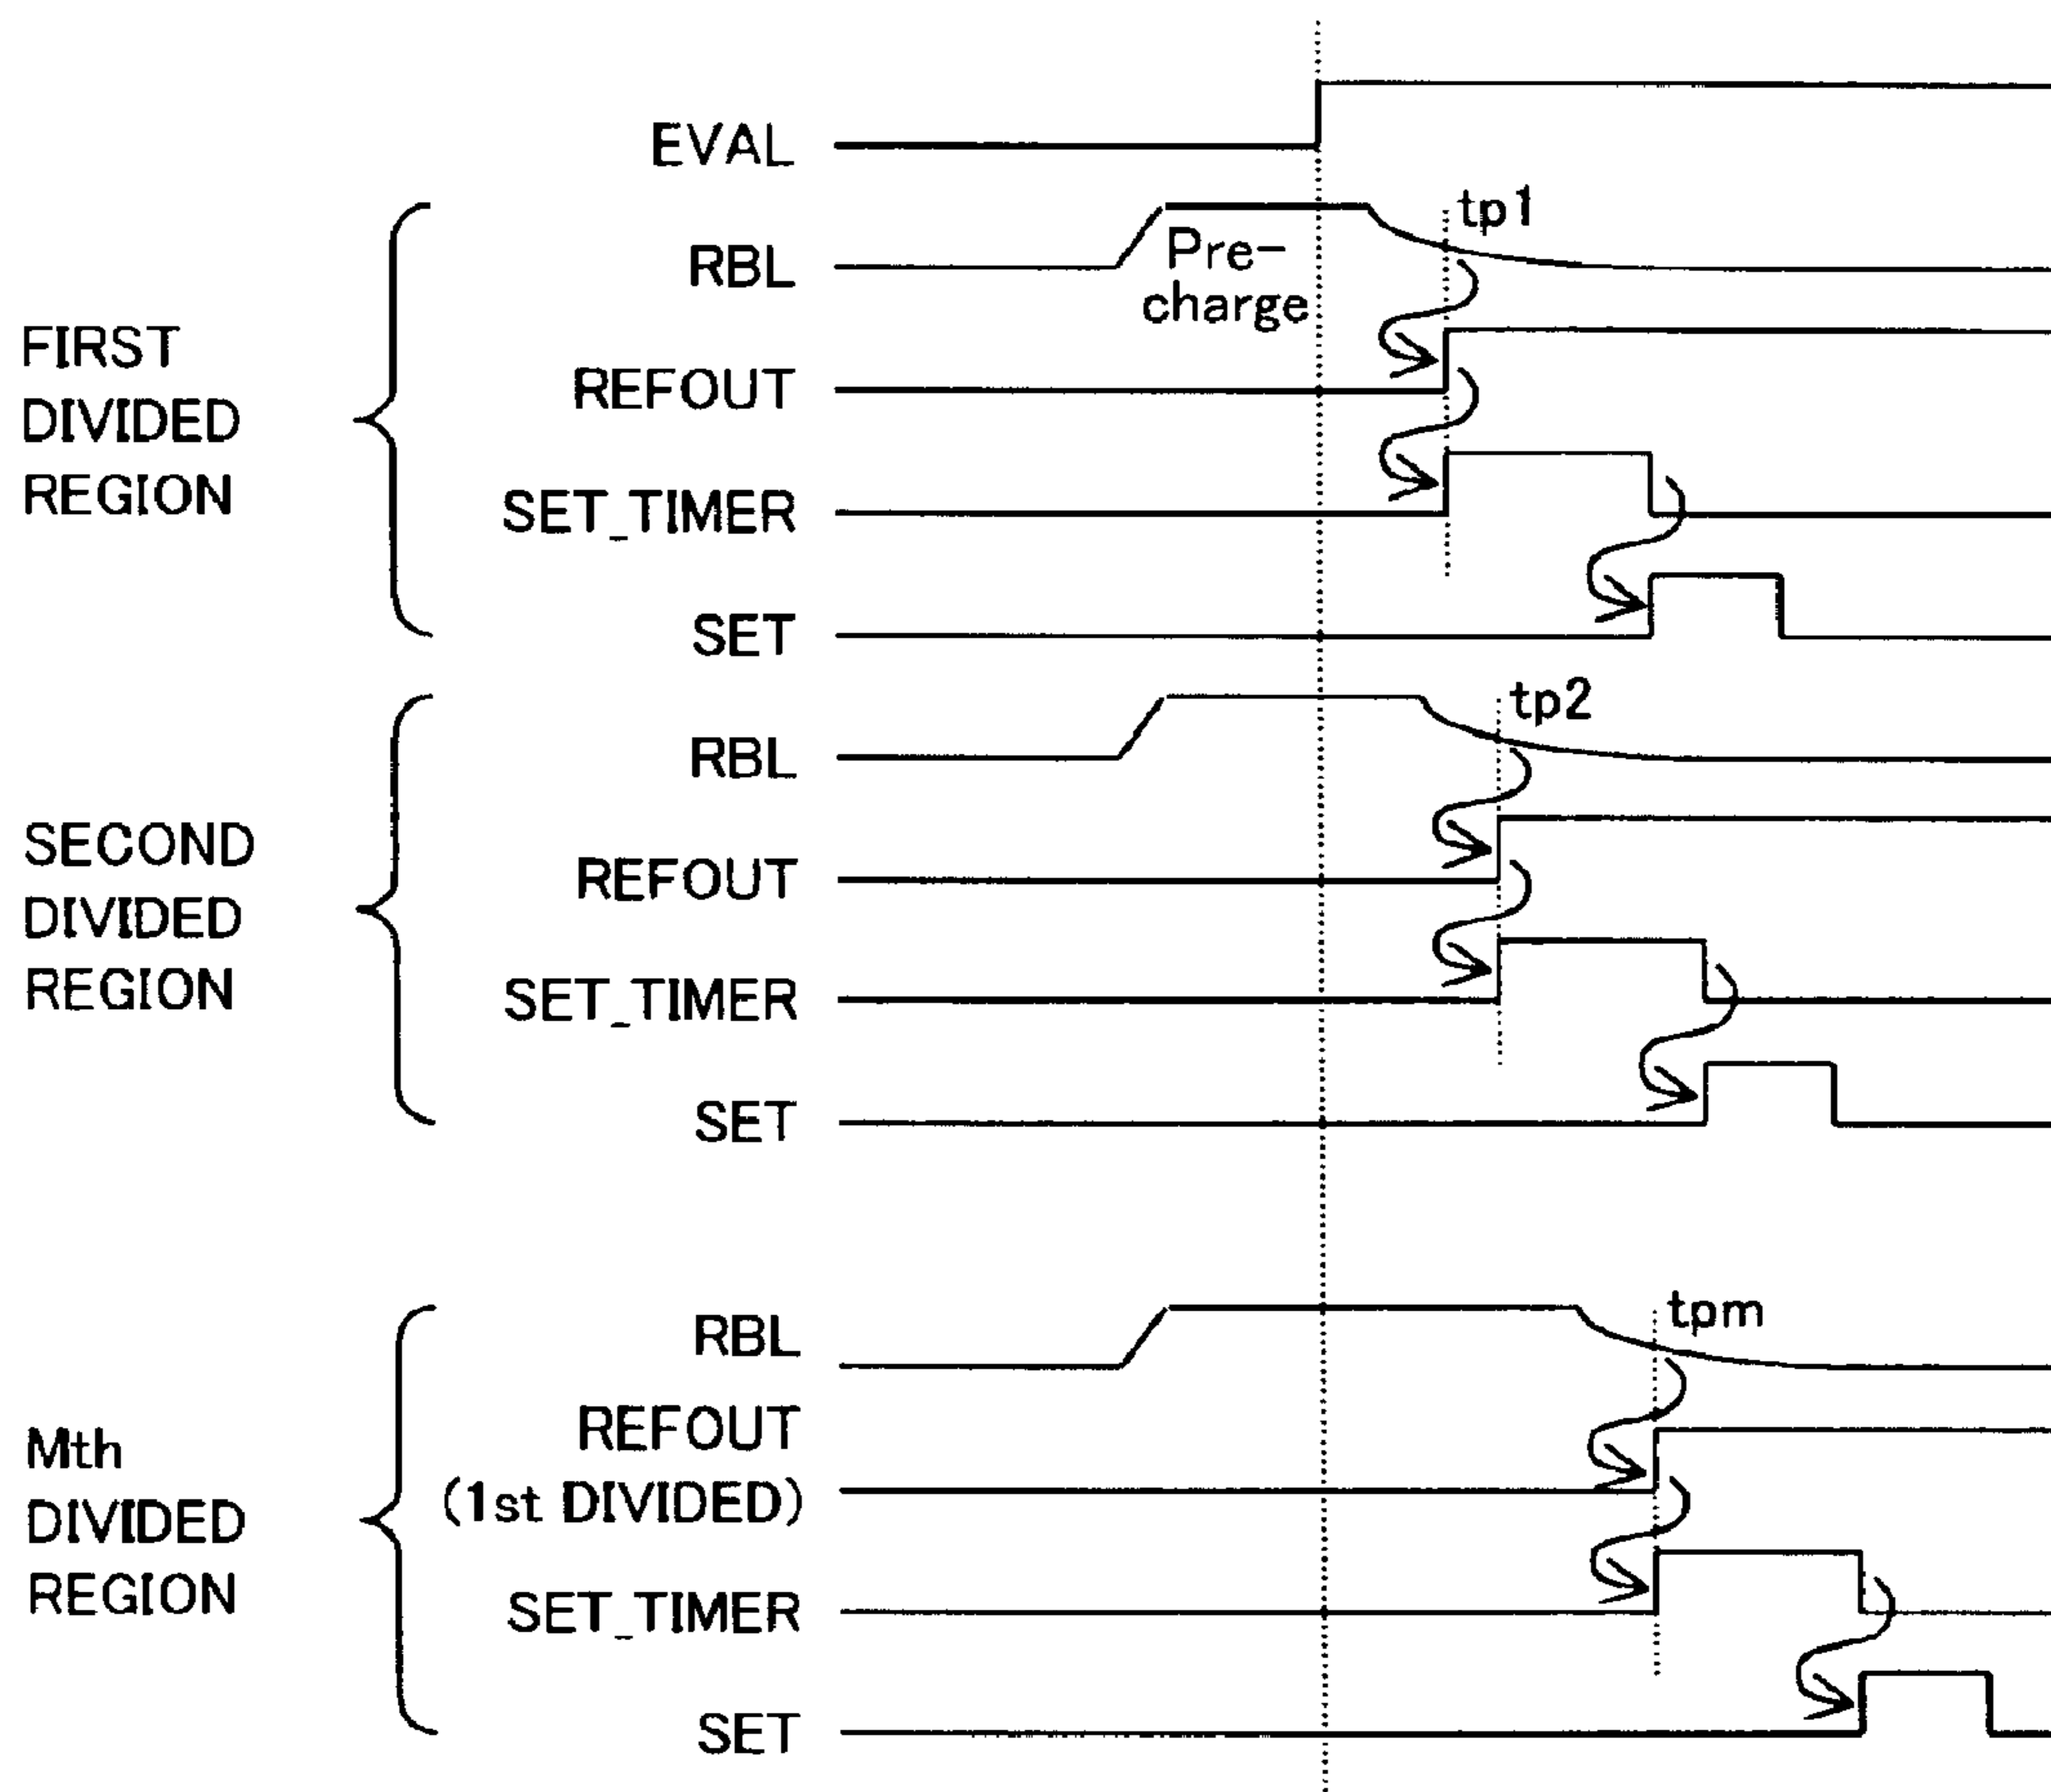 EVAL
FIRST
DIVIDED
REGION
RBL
Pre-
charge
tp1
REFOUT
SET_TIMER
SET
SECOND
DIVIDED
REGION
RBL
tp2
REFOUT
SET_TIMER
SET
Mth
DIVIDED
REGION
RBL
tpm
REFOUT
(1st DIVIDED)
SET_TIMER
SET